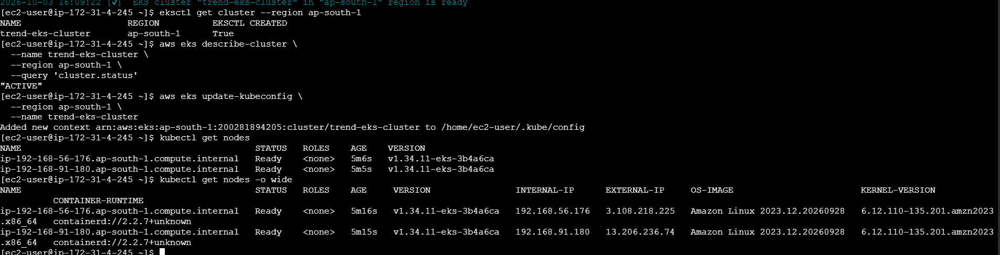 2026-10-03 16:09:22 [✔]  EKS cluster "trend-eks-cluster" in "ap-south-1" region is ready
[ec2-user@ip-172-31-4-245 ~]$ eksctl get cluster --region ap-south-1
NAME                    REGION          EKSCTL CREATED
trend-eks-cluster       ap-south-1      True
[ec2-user@ip-172-31-4-245 ~]$ aws eks describe-cluster \
  --name trend-eks-cluster \
  --region ap-south-1 \
  --query 'cluster.status'
"ACTIVE"
[ec2-user@ip-172-31-4-245 ~]$ aws eks update-kubeconfig \
  --region ap-south-1 \
  --name trend-eks-cluster
Added new context arn:aws:eks:ap-south-1:200281894205:cluster/trend-eks-cluster to /home/ec2-user/.kube/config
[ec2-user@ip-172-31-4-245 ~]$ kubectl get nodes
NAME                                            STATUS   ROLES    AGE    VERSION
ip-192-168-56-176.ap-south-1.compute.internal   Ready    <none>   5m6s   v1.34.11-eks-3b4a6ca
ip-192-168-91-180.ap-south-1.compute.internal   Ready    <none>   5m5s   v1.34.11-eks-3b4a6ca
[ec2-user@ip-172-31-4-245 ~]$ kubectl get nodes -o wide
NAME                                            STATUS   ROLES    AGE     VERSION                INTERNAL-IP      EXTERNAL-IP     OS-IMAGE                        KERNEL-VERSION
          CONTAINER-RUNTIME
ip-192-168-56-176.ap-south-1.compute.internal   Ready    <none>   5m16s   v1.34.11-eks-3b4a6ca   192.168.56.176   3.108.218.225   Amazon Linux 2023.12.20260928   6.12.110-135.201.amzn2023
.x86_64   containerd://2.2.7+unknown
ip-192-168-91-180.ap-south-1.compute.internal   Ready    <none>   5m15s   v1.34.11-eks-3b4a6ca   192.168.91.180   13.206.236.74   Amazon Linux 2023.12.20260928   6.12.110-135.201.amzn2023
.x86_64   containerd://2.2.7+unknown
[ec2-user@ip-172-31-4-245 ~]$